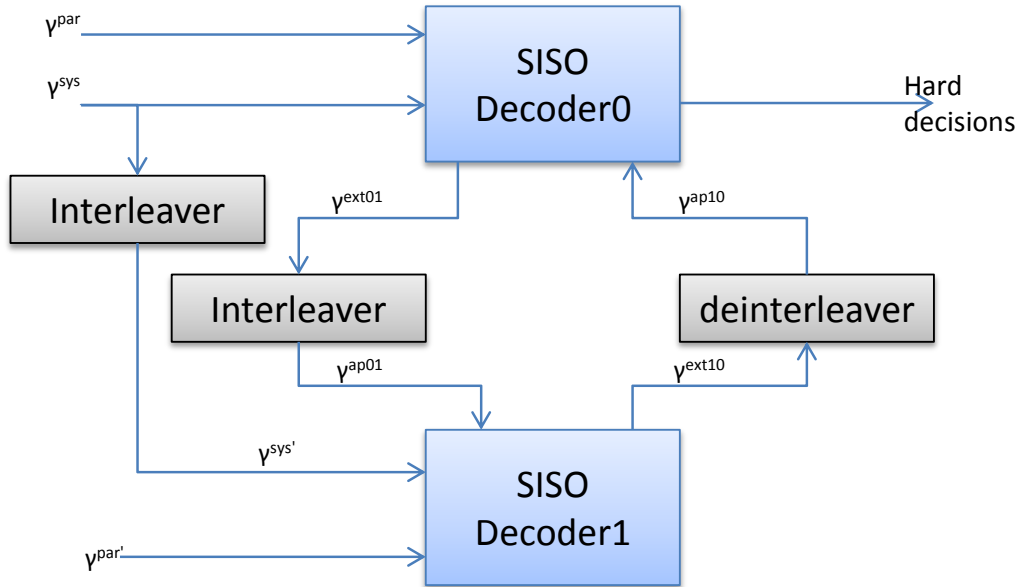 γpar
SISO
Decoder0
γsys
Hard
decisions
Interleaver
γext01
γap10
Interleaver
deinterleaver
γap01
γext10
γsys'
SISO
Decoder1
γpar'